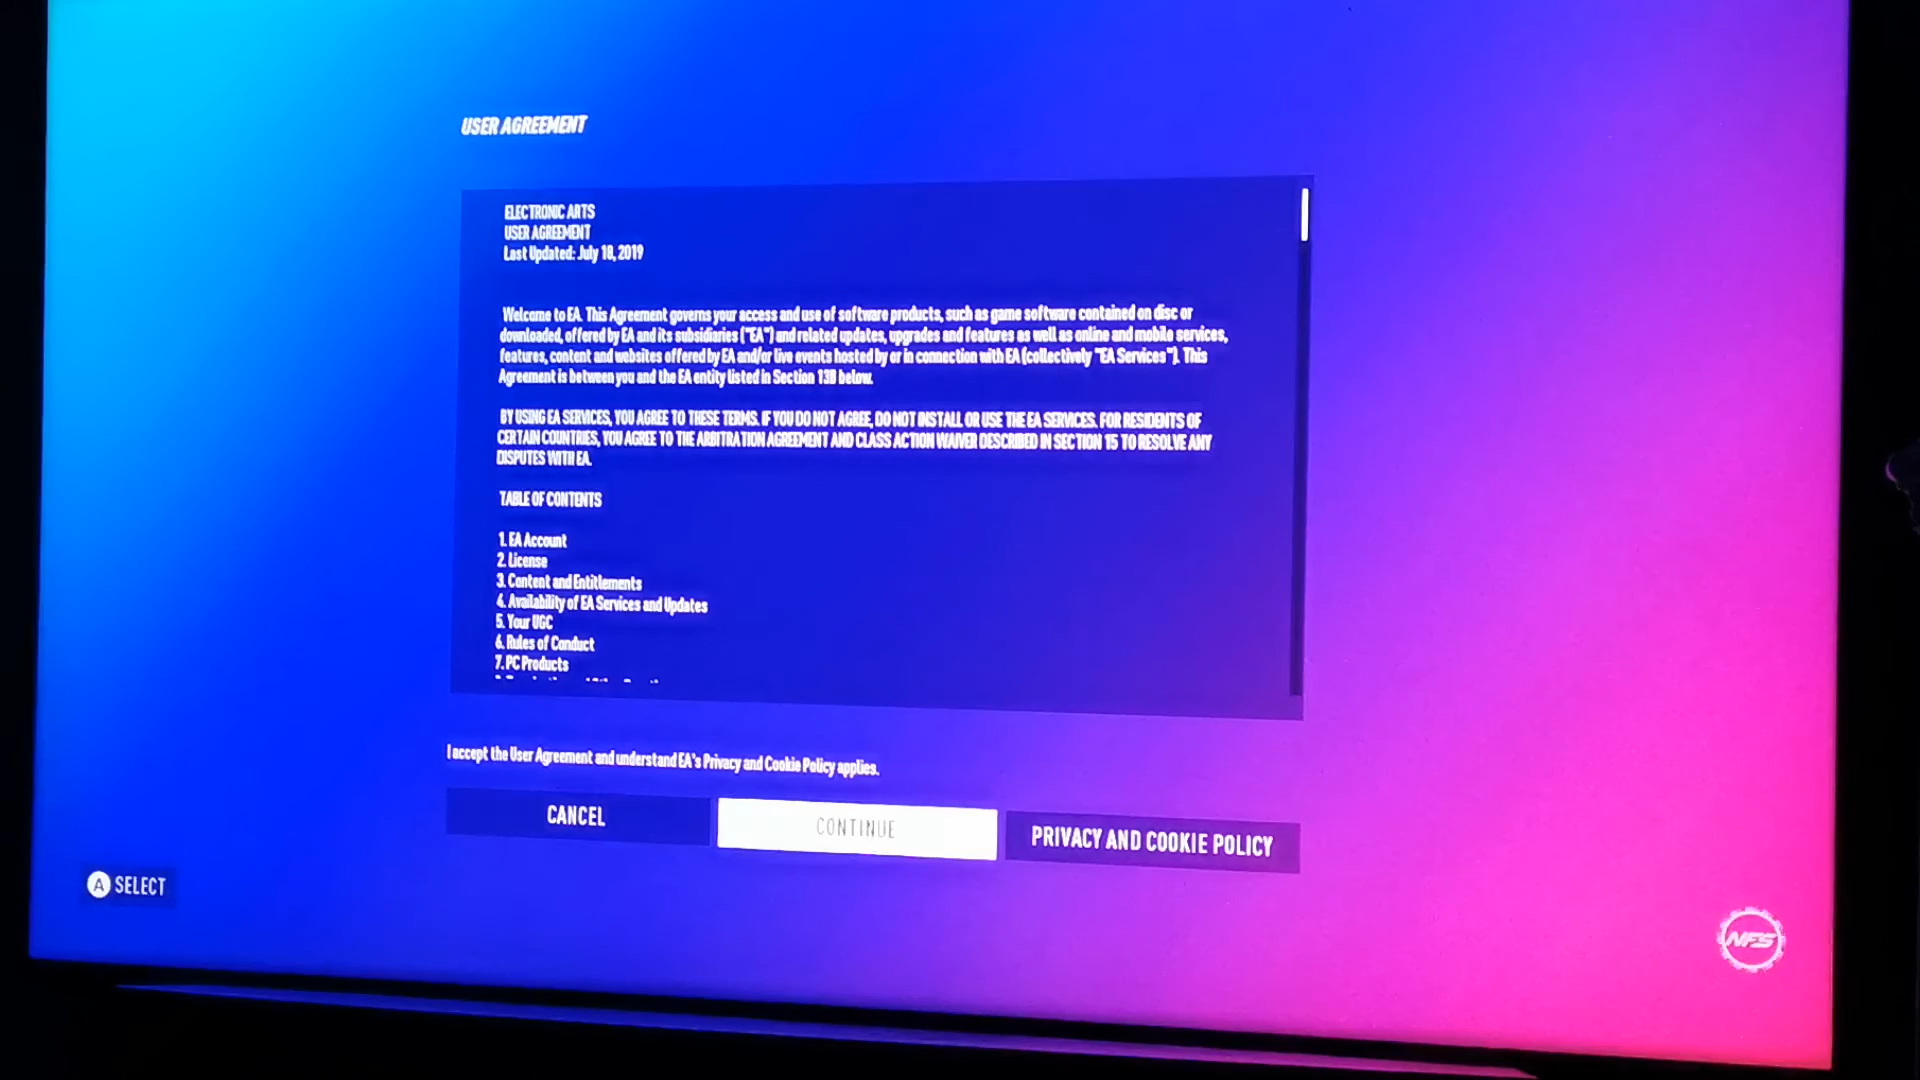 USER AGREEMENT
ELECTRONIC ARTS
USER AGREEMENT
Last Updated: July 18, 2019
Welcome to EA. This Agreement governs your access and use of software products, such as game software contained on disc or
downloaded, offered by EA and its subsidiaries ("EA") and related updates, upgrades and features as well as online and mobile services,
features, content and websites offered by EA and/or live events hosted by or in connection with EA (collectively "EA Services"). This
Agreement is between you and the EA entity listed in Section 13B below.
BY USING EA SERVICES, YOU AGREE TO THESE TERMS. IF YOU DO NOT AGREE, DO NOT INSTALL OR USE THE EA SERVICES. FOR RESIDENTS OF
CERTAIN COUNTRIES, YOU AGREE TO THE ARBITRATION AGREEMENT AND CLASS ACTION WAIVER DESCRIBED IN SECTION 15 TO RESOLVE ANY
DISPUTES WITH EA.
TABLE OF CONTENTS
1. EA Account
2. License
3. Content and Entitlements
4. Availability of EA Services and Updates
5. Your UGC
6. Rules of Conduct
7. PC Products
I accept the User Agreement and understand EA's Privacy and Cookie Policy applies.
CANCEL
CONTINUE
PRIVACY AND COOKIE POLICY
A SELECT
NFS